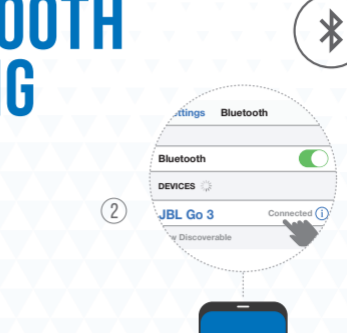 OOTH
G
ttings Bluetooth
Bluetooth
DEVICES
2
JBL Go 3 Connected i
w Discoverable